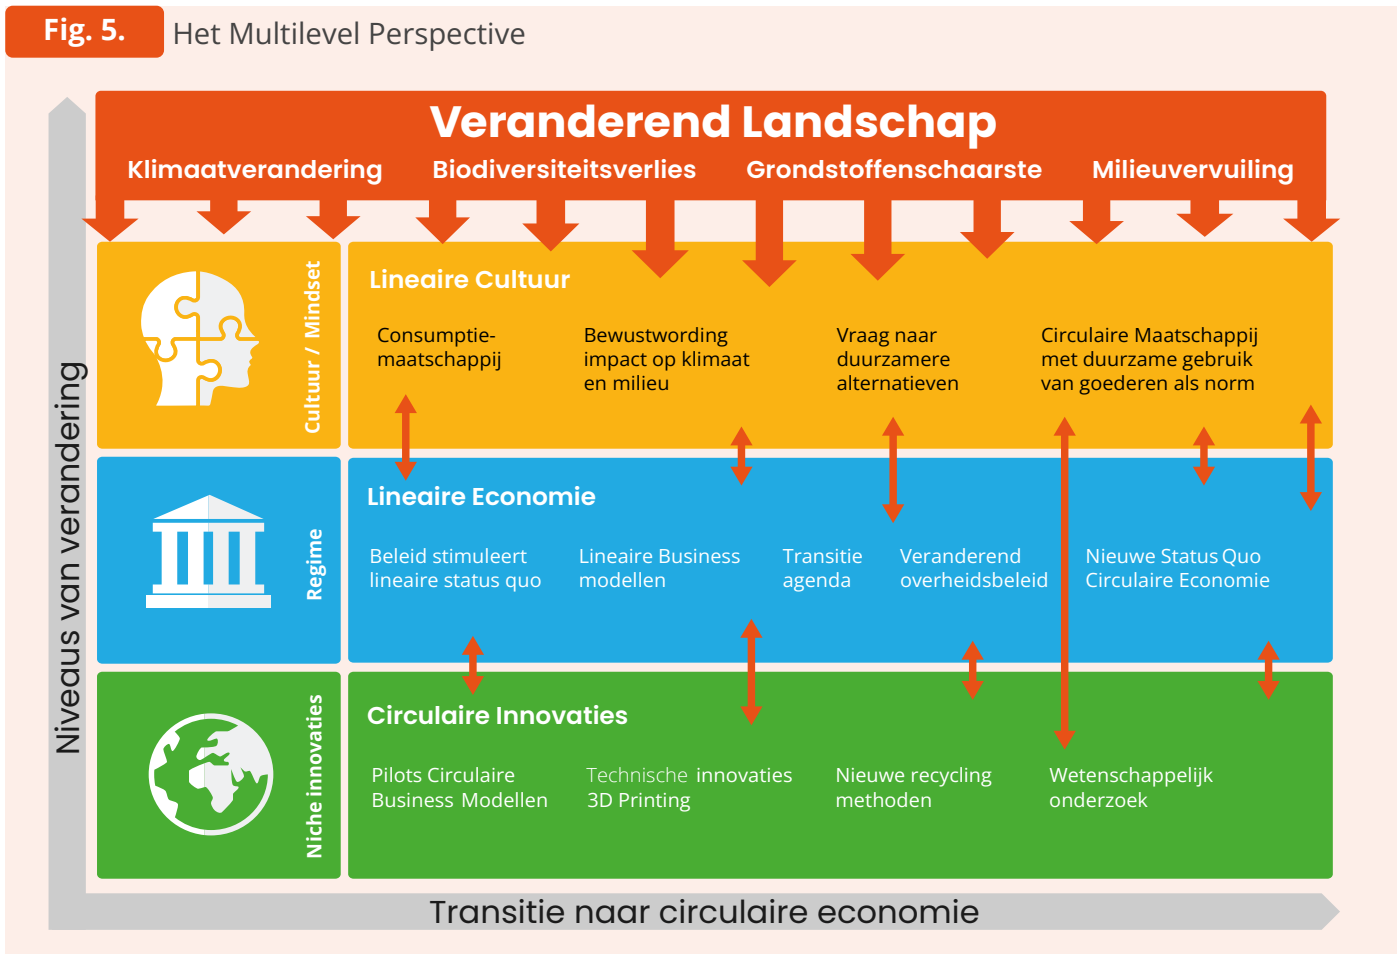 Fig. 5.
Het Multilevel Perspective
Veranderend Landschap
Klimaatverandering
Biodiversiteitsverlies
Grondstoffenschaarste
Milieuvervuiling
Niveaus van verandering
Cultuur / Mindset
Lineaire Cultuur
Consumptie-
maatschappij
Bewustwording
impact op klimaat
en milieu
Vraag naar
duurzamere
alternatieven
Circulaire Maatschappij
met duurzame gebruik
van goederen als norm
Regime
Lineaire Economie
Beleid stimuleert
lineaire status quo
Lineaire Business
modellen
Transitie
agenda
Veranderend
overheidsbeleid
Nieuwe Status Quo
Circulaire Economie
Niche innovaties
Circulaire Innovaties
Pilots Circulaire
Business Modellen
Technische innovaties
3D Printing
Nieuwe recycling
methoden
Wetenschappelijk
onderzoek
Transitie naar circulaire economie